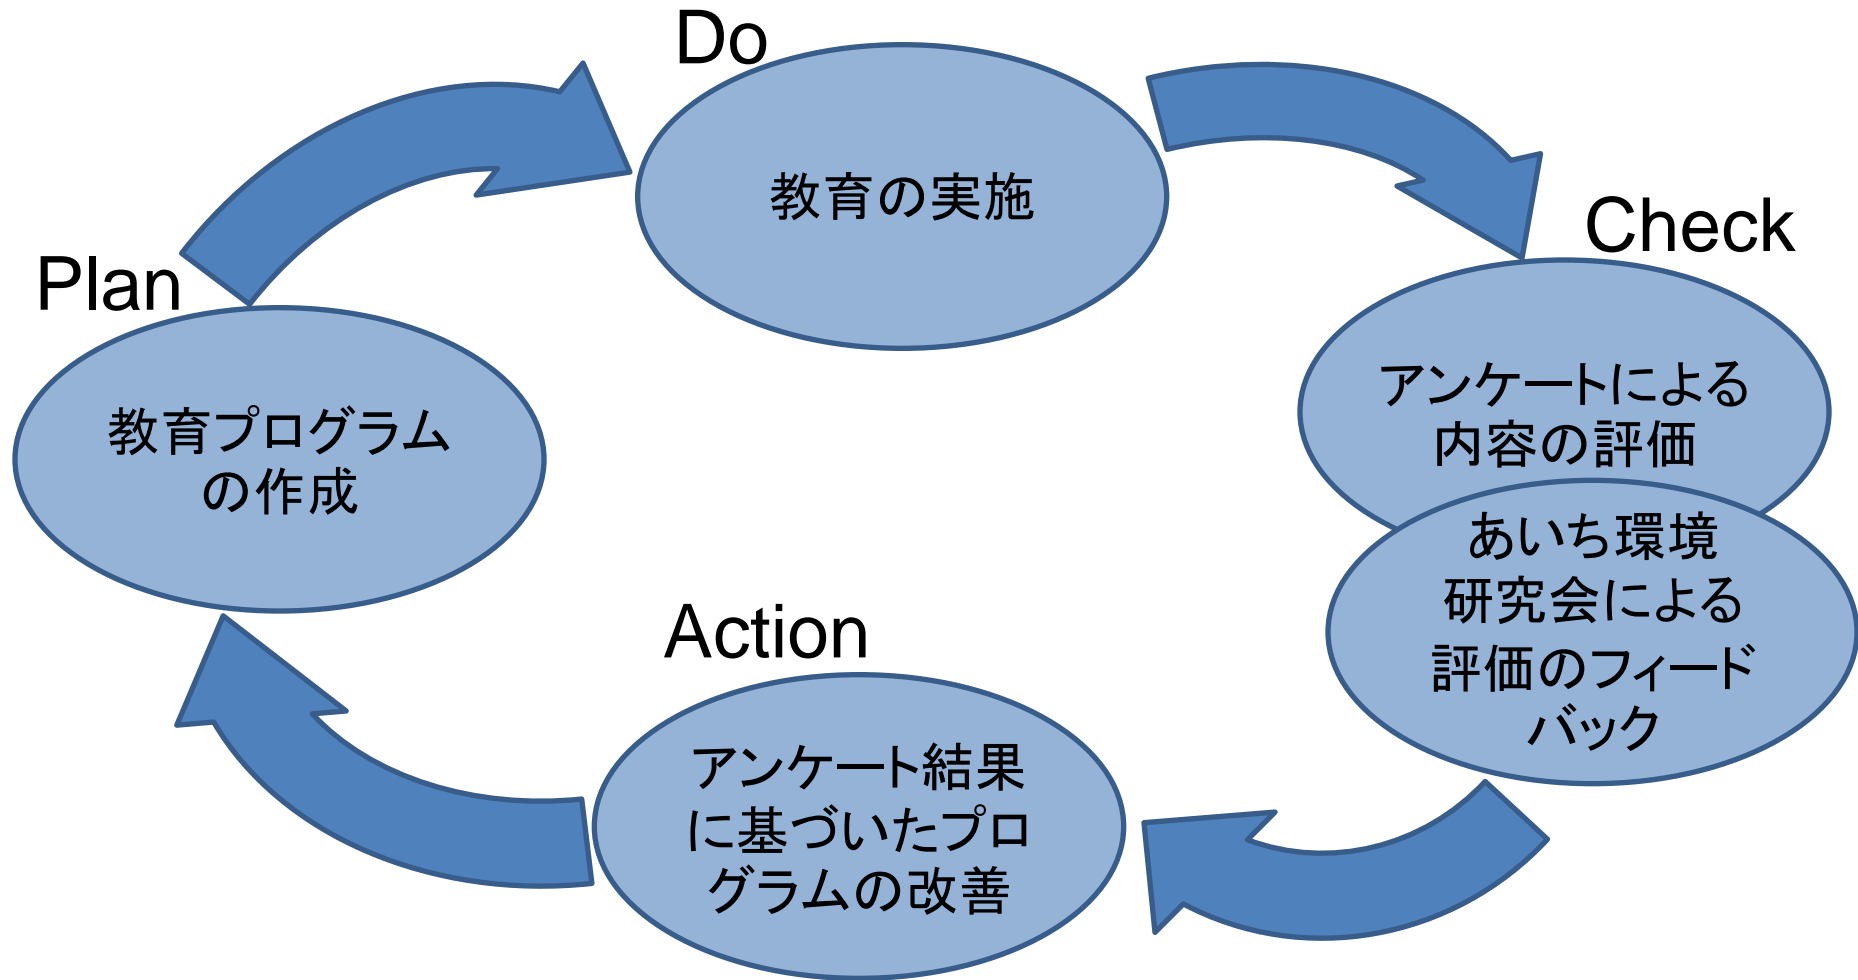 Plan
教育プログラム
の作成
Do
教育の実施
Check
アンケートによる
内容の評価
あいち環境
研究会による
評価のフィード
バック
Action
アンケート結果
に基づいたプロ
グラムの改善